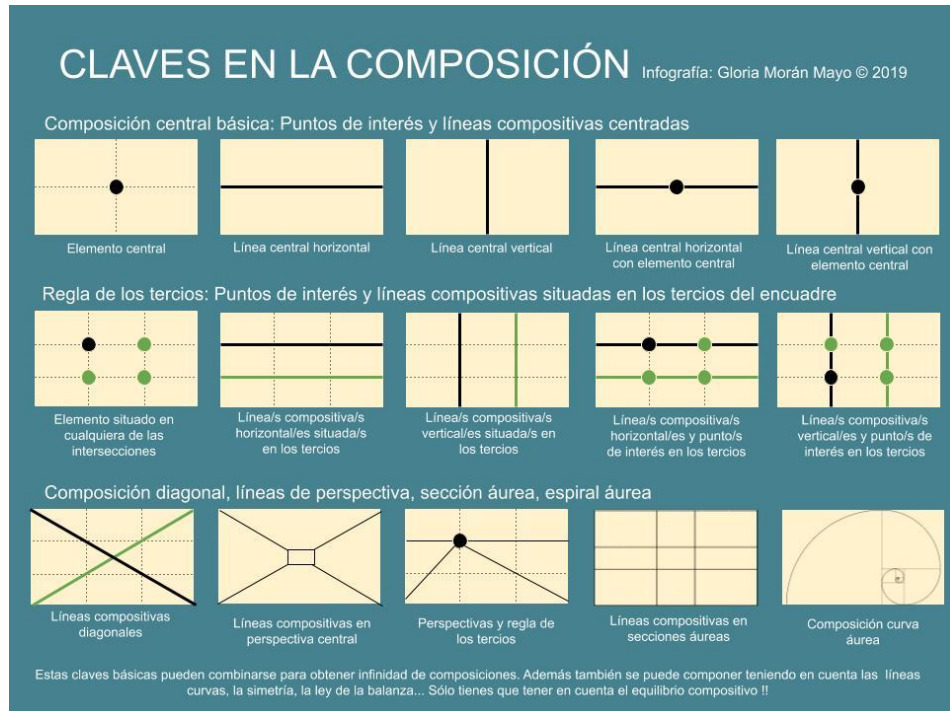 CLAVES EN LA COMPOSICIÓN Infografía: Gloria Morán Mayo © 2019
Composición central básica: Puntos de interés y líneas compositivas centradas
Elemento central
Línea central horizontal
Línea central vertical
Línea central horizontal
con elemento central
Línea central vertical con
elemento central
Regla de los tercios: Puntos de interés y líneas compositivas situadas en los tercios del encuadre
Elemento situado en
cualquiera de las
intersecciones
Línea/s compositiva/s
horizontal/es situada/s
en los tercios
Línea/s compositiva/s
vertical/es situada/s en
los tercios
Línea/s compositiva/s
horizontal/es y punto/s
de interés en los tercios
Línea/s compositiva/s
vertical/es y punto/s de
interés en los tercios
Composición diagonal, líneas de perspectiva, sección áurea, espiral áurea
Líneas compositivas
diagonales
Líneas compositivas en
perspectiva central
Perspectivas y regla de
los tercios
Líneas compositivas en
secciones áureas
Composición curva
áurea
Estas claves básicas pueden combinarse para obtener infinidad de composiciones. Además también se puede componer teniendo en cuenta las líneas
curvas, la simetría, la ley de la balanza... Sólo tienes que tener en cuenta el equilibrio compositivo !!